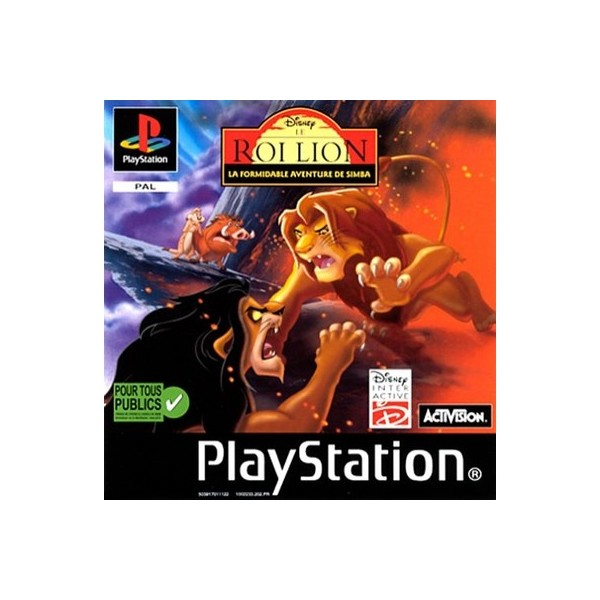 PlayStation
PAL
Disney
LE
ROI LION
LA FORMIDABLE AVENTURE DE SIMBA
POUR TOUS
PUBLICS
Disney
INTER
ACTIVE
ACTIVISION.
PlayStation®